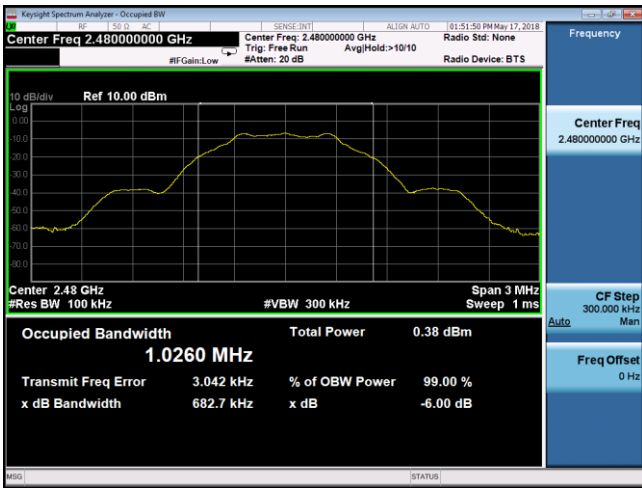 Keysight Spectrum Analyzer - Occupied BW
RF 50 Ω AC SENSE:INT ALIGN AUTO 01:51:50 PM May 17, 2018
Center Freq 2.480000000 GHz
Center Freq: 2.480000000 GHz
Radio Std: None
Trig: Free Run Avg|Hold:>10/10
#IFGain:Low #Atten: 20 dB Radio Device: BTS
Frequency
10 dB/div Ref 10.00 dBm
Log
0.00
-10.0
-20.0
-30.0
-40.0
-50.0
-60.0
-70.0
-80.0
Center Freq
2.480000000 GHz
Center 2.48 GHz Span 3 MHz
#Res BW 100 kHz #VBW 300 kHz Sweep 1 ms
CF Step
300.000 kHz
Auto Man
Occupied Bandwidth Total Power 0.38 dBm
1.0260 MHz
Transmit Freq Error 3.042 kHz % of OBW Power 99.00 %
x dB Bandwidth 682.7 kHz x dB -6.00 dB
Freq Offset
0 Hz
MSG STATUS